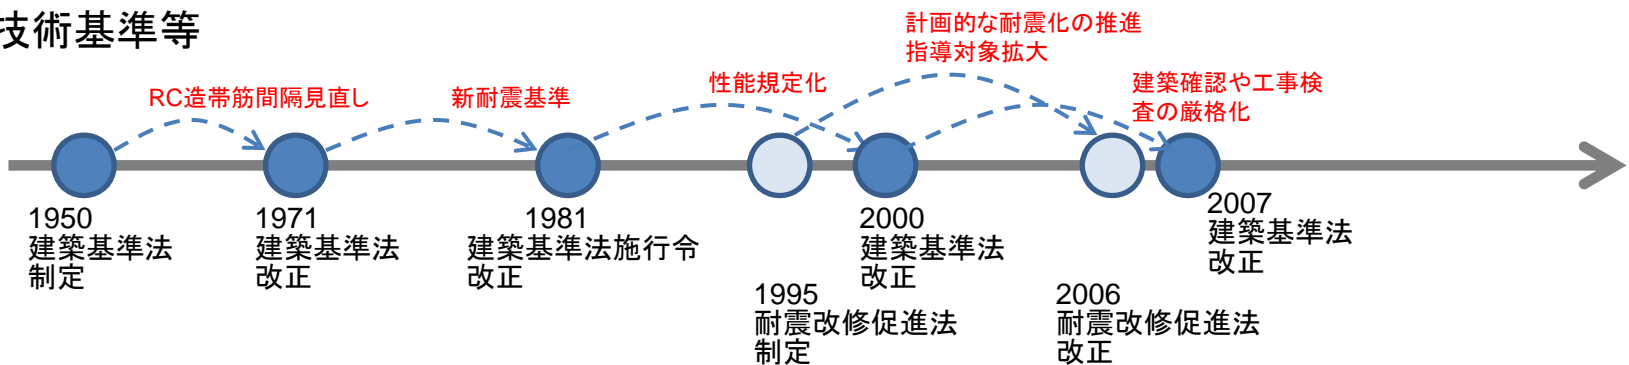 技術基準等
計画的な耐震化の推進
指導対象拡大
RC造帯筋間隔見直し
新耐震基準
性能規定化
建築確認や工事検
査の厳格化
1950
建築基準法
制定
1971
建築基準法
改正
1981
建築基準法施行令
改正
1995
耐震改修促進法
制定
2000
建築基準法
改正
2006
耐震改修促進法
改正
2007
建築基準法
改正